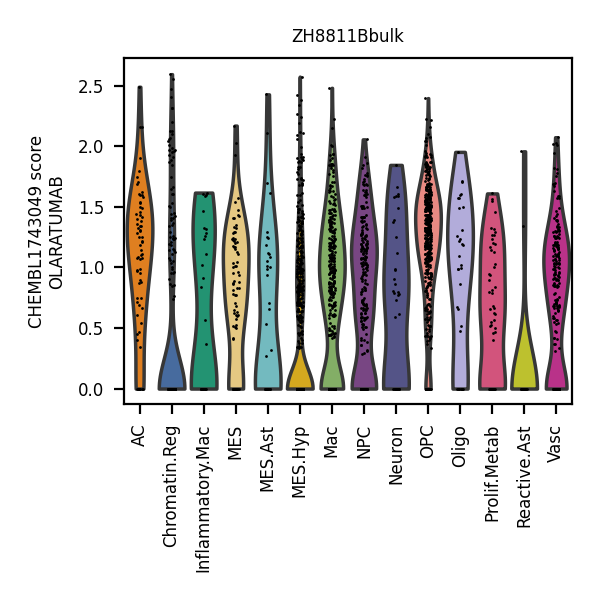 ZH8811Bbulk
CHEMBL1743049 score
OLARATUMAB
2.5
2.0
1.5
1.0
0.5
0.0
AC
Chromatin.Reg
Inflammatory.Mac
MES
MES.Ast
MES.Hyp
Mac
NPC
Neuron
OPC
Oligo
Prolif.Metab
Reactive.Ast
Vasc